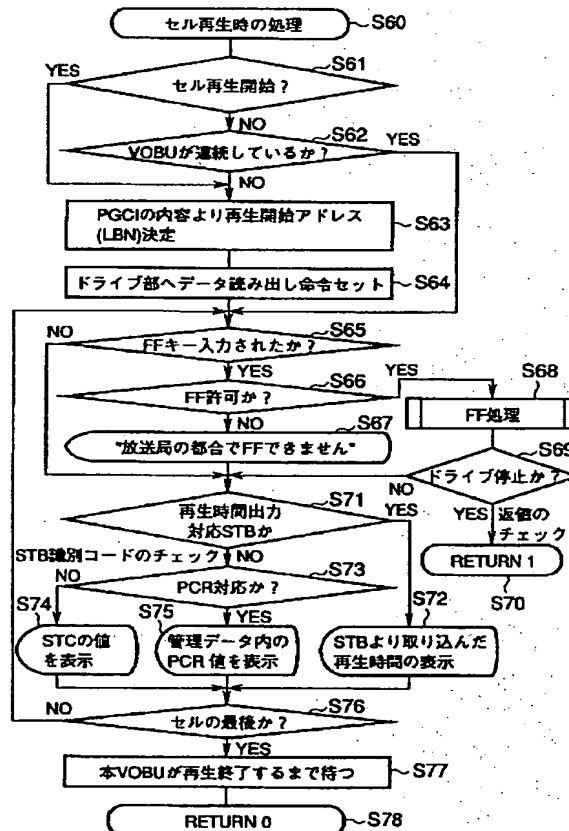 セル再生時の処理
S60
YES
S61
セル再生開始？
NO
S62
VOBUが連続しているか？
YES
NO
PGCIの内容より再生開始アドレス
(LBN)決定
S63
ドライブ部へデータ読み出し命令セット
S64
NO
S65
FFキー入力されたか？
YES
S66
YES
S68
FF許可か？
FF処理
NO
S67
"放送局の都合でFFできません"
S69
ドライブ停止か？
NO
S71
再生時間出力
対応STBか
YES
YES
返値の
チェック
STB識別コードのチェック
NO
S73
RETURN 1
NO
PCR対応か？
S70
S74
S75
YES
S72
STCの値
を表示
管理データ内の
PCR 値を表示
STBより取り込んだ
再生時間の表示
NO
S76
セルの最後か？
YES
本VOBUが再生終了するまで待つ
S77
RETURN 0
S78